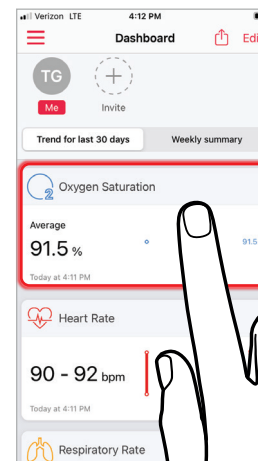 Verizon LTE 4:12 PM
Dashboard Edi
TG
Me Invite
Trend for last 30 days Weekly summary
O2 Oxygen Saturation
Average
91.5 % 91.5
Today at 4:11 PM
Heart Rate
90 - 92 bpm
Today at 4:11 PM
Respiratory Rate